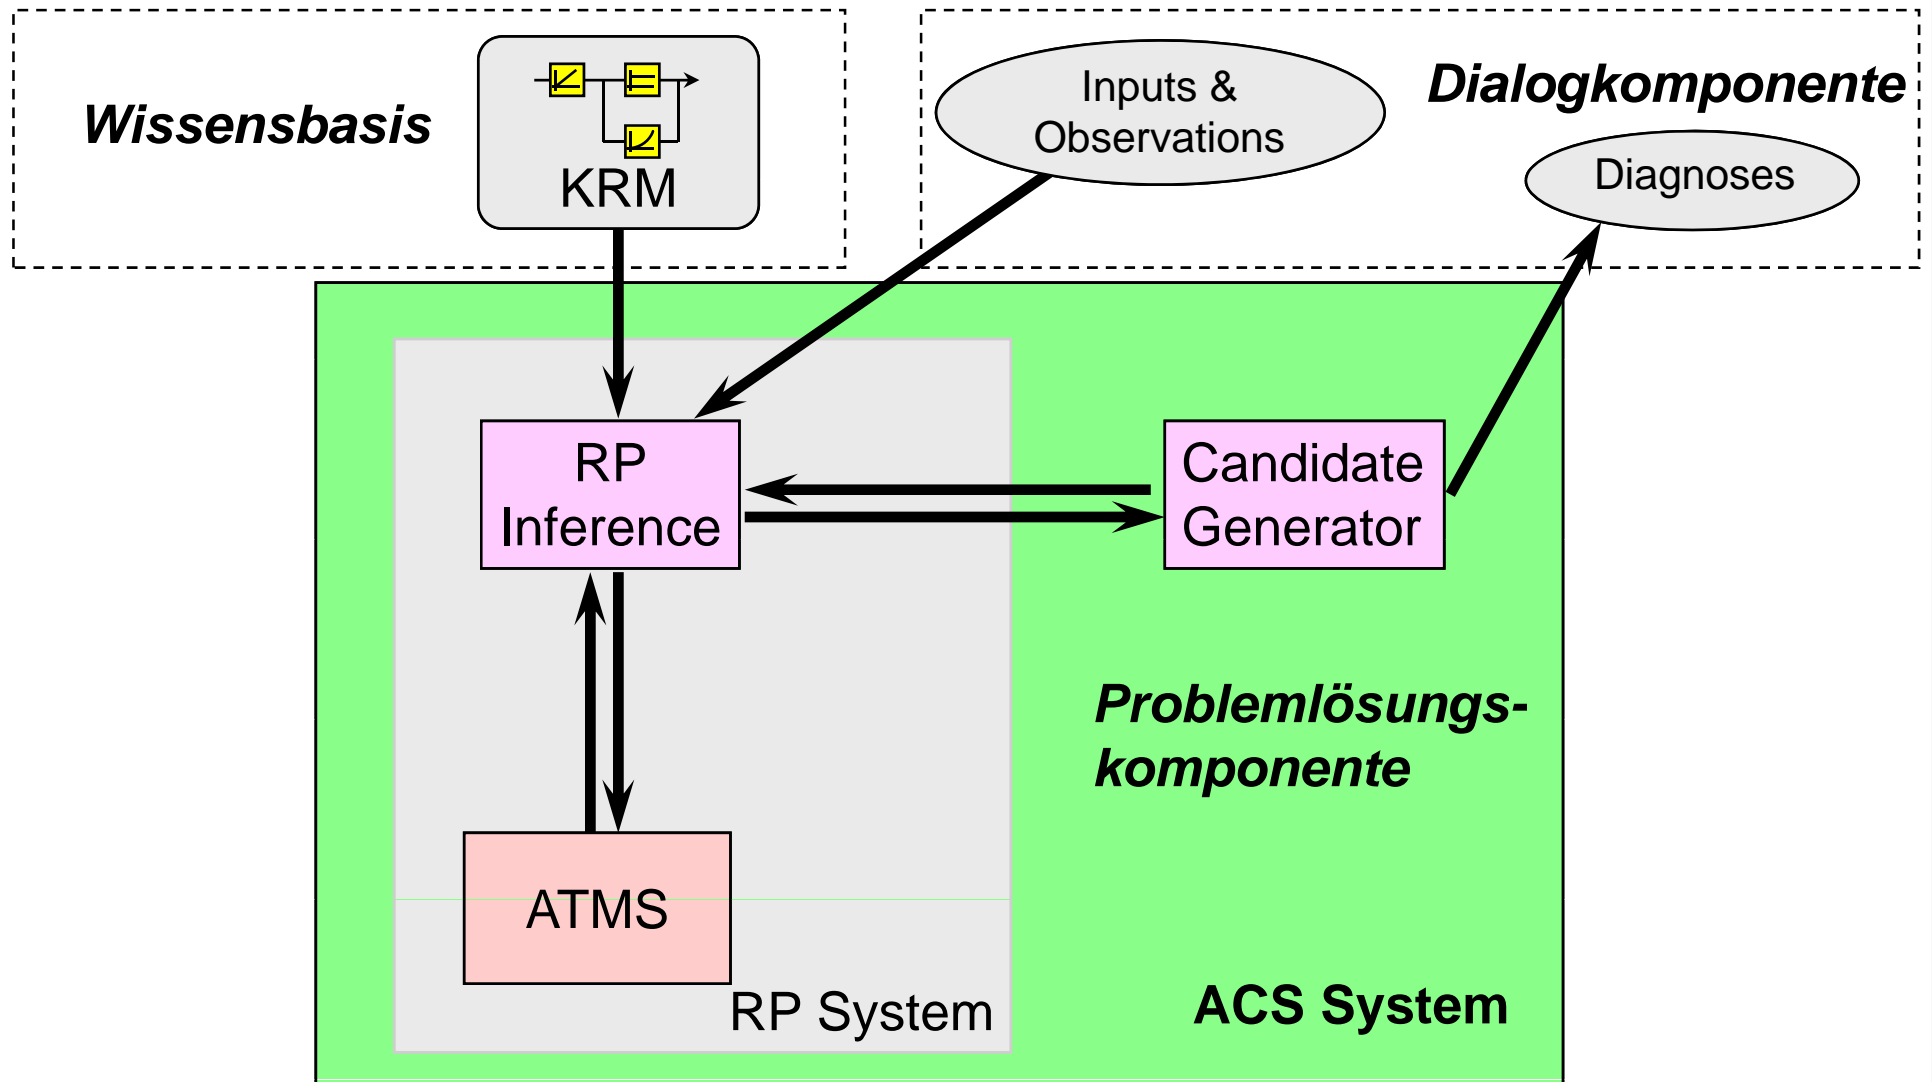 Wissensbasis
KRM
Inputs &
Observations
Dialogkomponente
Diagnoses
RP
Inference
Candidate
Generator
Problemlösungs-
komponente
ATMS
RP System
ACS System